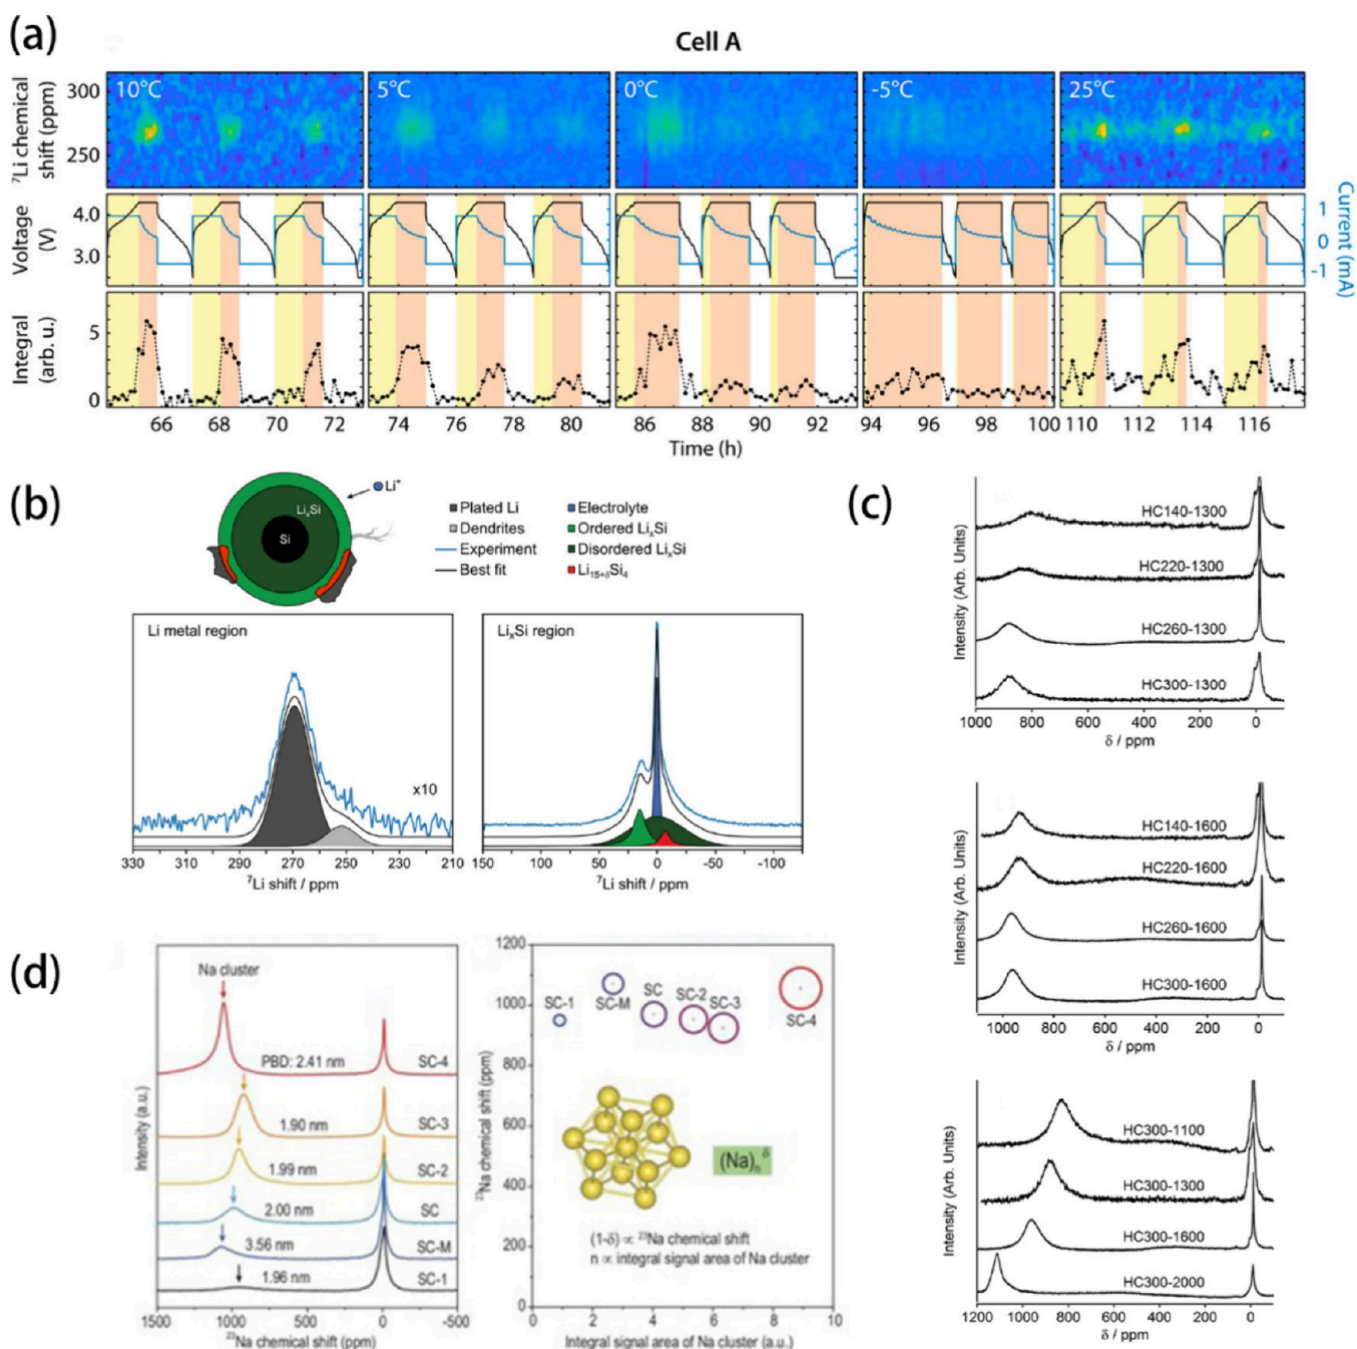 (a)
Cell A
⁷Li chemical
shift (ppm)
300
250
10°C
5°C
0°C
-5°C
25°C
Voltage
(V)
4.0
3.0
Current (mA)
1
0
-1
Integral
(arb. u.)
5
0
66 68 70 72 74 76 78 80 86 88 90 92 94 96 98 100 110 112 114 116
Time (h)
(b)
LiₓSi
Si
Li⁺
Plated Li
Dendrites
Experiment
Best fit
Electrolyte
Ordered LiₓSi
Disordered LiₓSi
Li₁₅₊δSi₄
Li metal region
x10
330 310 290 270 250 230 210
⁷Li shift / ppm
LiₓSi region
150 100 50 0 -50 -100
⁷Li shift / ppm
(c)
Intensity (Arb. Units)
HC140-1300
HC220-1300
HC260-1300
HC300-1300
1000 800 600 400 200 0
δ / ppm
Intensity (Arb. Units)
HC140-1600
HC220-1600
HC260-1600
HC300-1600
1000 800 600 400 200 0
δ / ppm
Intensity (Arb. Units)
HC300-1100
HC300-1300
HC300-1600
HC300-2000
1200 1000 800 600 400 200 0
δ / ppm
(d)
Na cluster
Intensity (a.u.)
PBD: 2.41 nm SC-4
1.90 nm SC-3
1.99 nm SC-2
2.00 nm SC
3.56 nm SC-M
1.96 nm SC-1
1500 1000 500 0 -500
²³Na chemical shift (ppm)
²³Na chemical shift (ppm)
1200
1000
800
600
400
200
0
SC-1
SC-M
SC
SC-2
SC-3
SC-4
(Na)ₙ^δ
(1-δ) ∝ ²³Na chemical shift
n ∝ integral signal area of Na cluster
0 2 4 6 8 10
Integral signal area of Na cluster (a.u.)